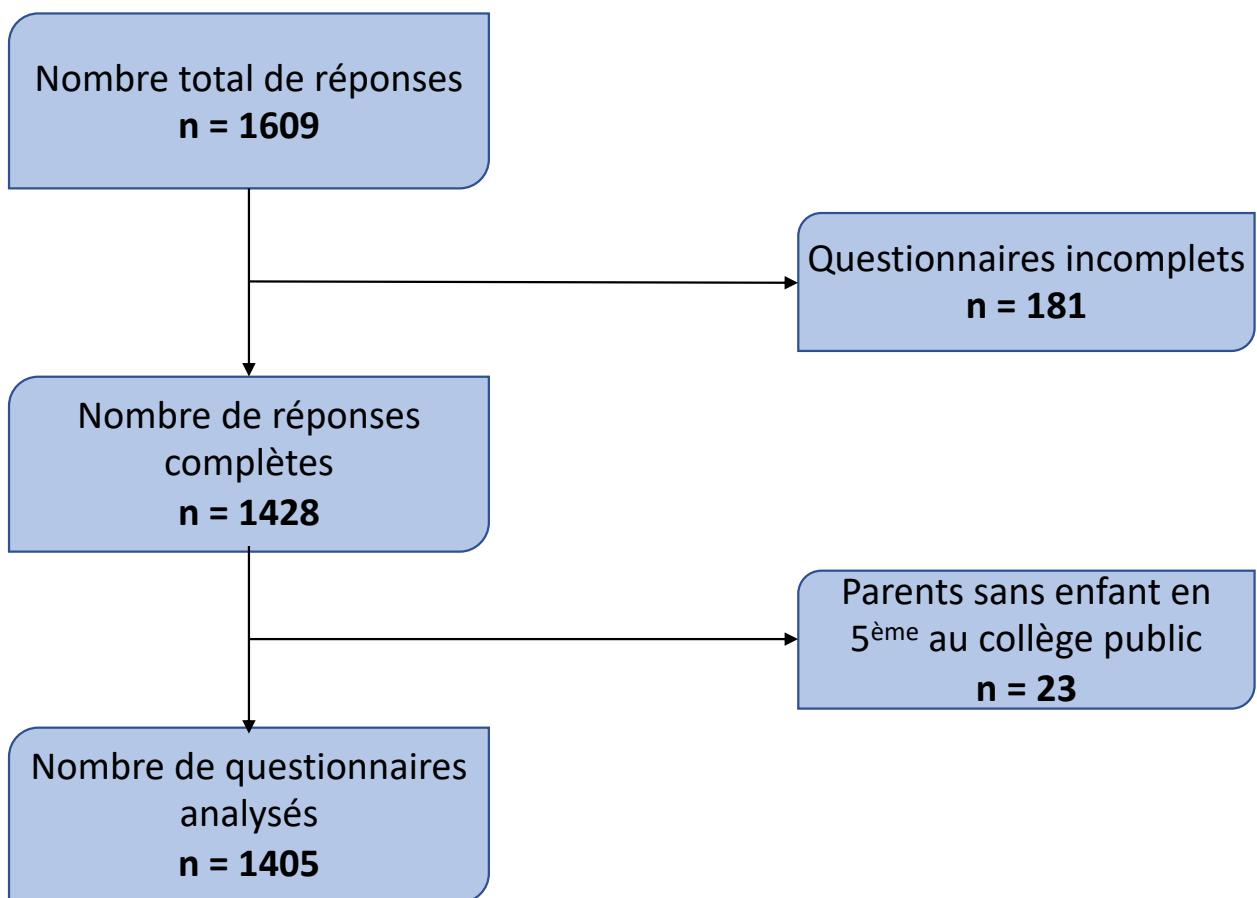 Nombre total de réponses
n = 1609
Questionnaires incomplets
n = 181
Nombre de réponses
complètes
n = 1428
Parents sans enfant en
5ème au collège public
n = 23
Nombre de questionnaires
analysés
n = 1405